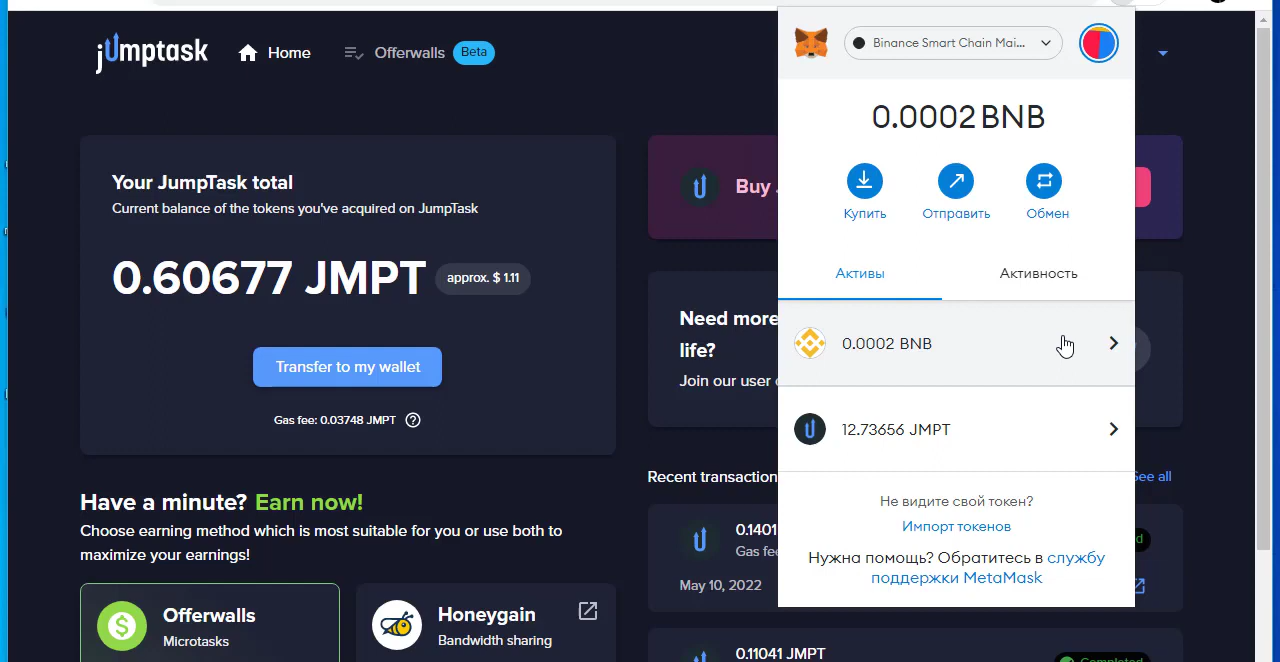 jumptask
Home
Offerwalls
Beta
Your JumpTask total
Current balance of the tokens you've acquired on JumpTask
0.60677 JMPT
approx. $ 1.11
Transfer to my wallet
Gas fee: 0.03748 JMPT
Have a minute? Earn now!
Choose earning method which is most suitable for you or use both to
maximize your earnings!
Offerwalls
Microtasks
Honeygain
Bandwidth sharing
Buy
Need more
life?
Join our user
Recent transaction
See all
0.1401
Gas fee
May 10, 2022
0.11041 JMPT
Completed
Binance Smart Chain Mai...
0.0002 BNB
Купить
Отправить
Обмен
Активы
Активность
0.0002 BNB
12.73656 JMPT
Не видите свой токен?
Импорт токенов
Нужна помощь? Обратитесь в службу
поддержки MetaMask